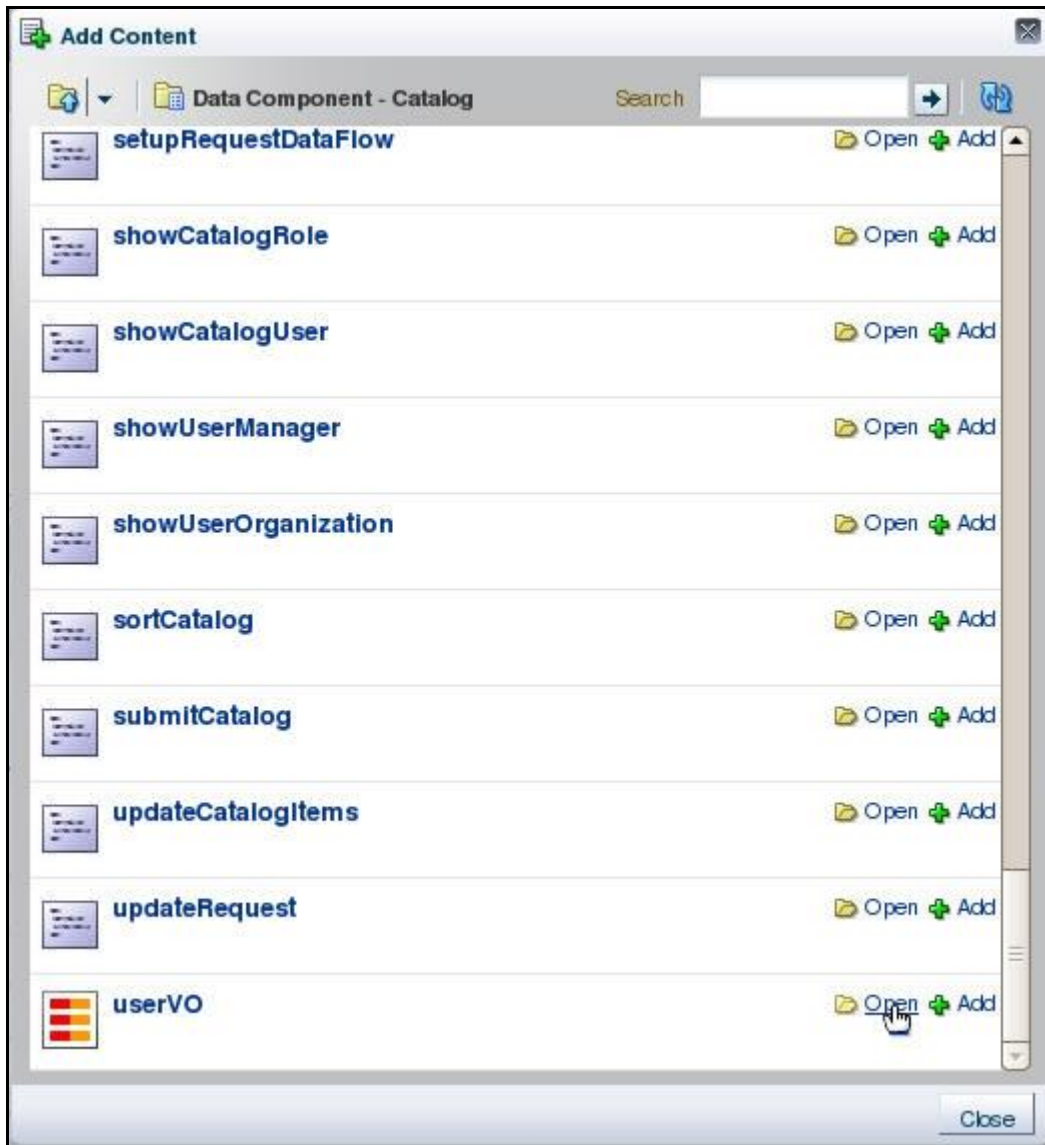 Add Content
Data Component - Catalog Search
setupRequestDataFlow Open Add
showCatalogRole Open Add
showCatalogUser Open Add
showUserManager Open Add
showUserOrganization Open Add
sortCatalog Open Add
submitCatalog Open Add
updateCatalogItems Open Add
updateRequest Open Add
userVO Open Add
Close